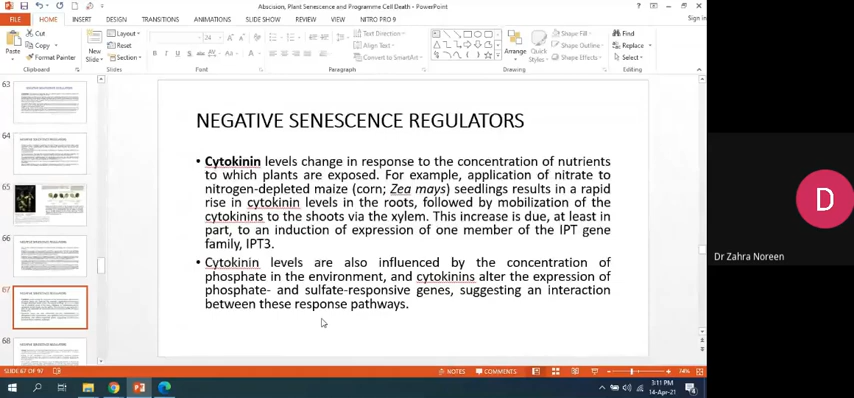 Abscision, Plant Senescence and Programme Cell Death - PowerPoint
FILE
HOME
INSERT
DESIGN
TRANSITIONS
ANIMATIONS
SLIDE SHOW
REVIEW
VIEW
NITRO PRO 9
Sign in
Paste
Cut
Copy
Format Painter
Clipboard
New
Slide
Layout
Reset
Section
Slides
Font
Text Direction
Align Text
Convert to SmartArt
Paragraph
Arrange
Quick
Styles
Shape Fill
Shape Outline
Shape Effects
Drawing
Find
Replace
Select
Editing
63
64
65
66
67
68
NEGATIVE SENESCENCE REGULATORS
• Cytokinin levels change in response to the concentration of nutrients
to which plants are exposed. For example, application of nitrate to
nitrogen-depleted maize (corn; Zea mays) seedlings results in a rapid
rise in cytokinin levels in the roots, followed by mobilization of the
cytokinins to the shoots via the xylem. This increase is due, at least in
part, to an induction of expression of one member of the IPT gene
family, IPT3.
• Cytokinin levels are also influenced by the concentration of
phosphate in the environment, and cytokinins alter the expression of
phosphate- and sulfate-responsive genes, suggesting an interaction
between these response pathways.
D
Dr Zahra Noreen
SLIDE 67 OF 97
NOTES
COMMENTS
74%
3:11 PM
14-Apr-21